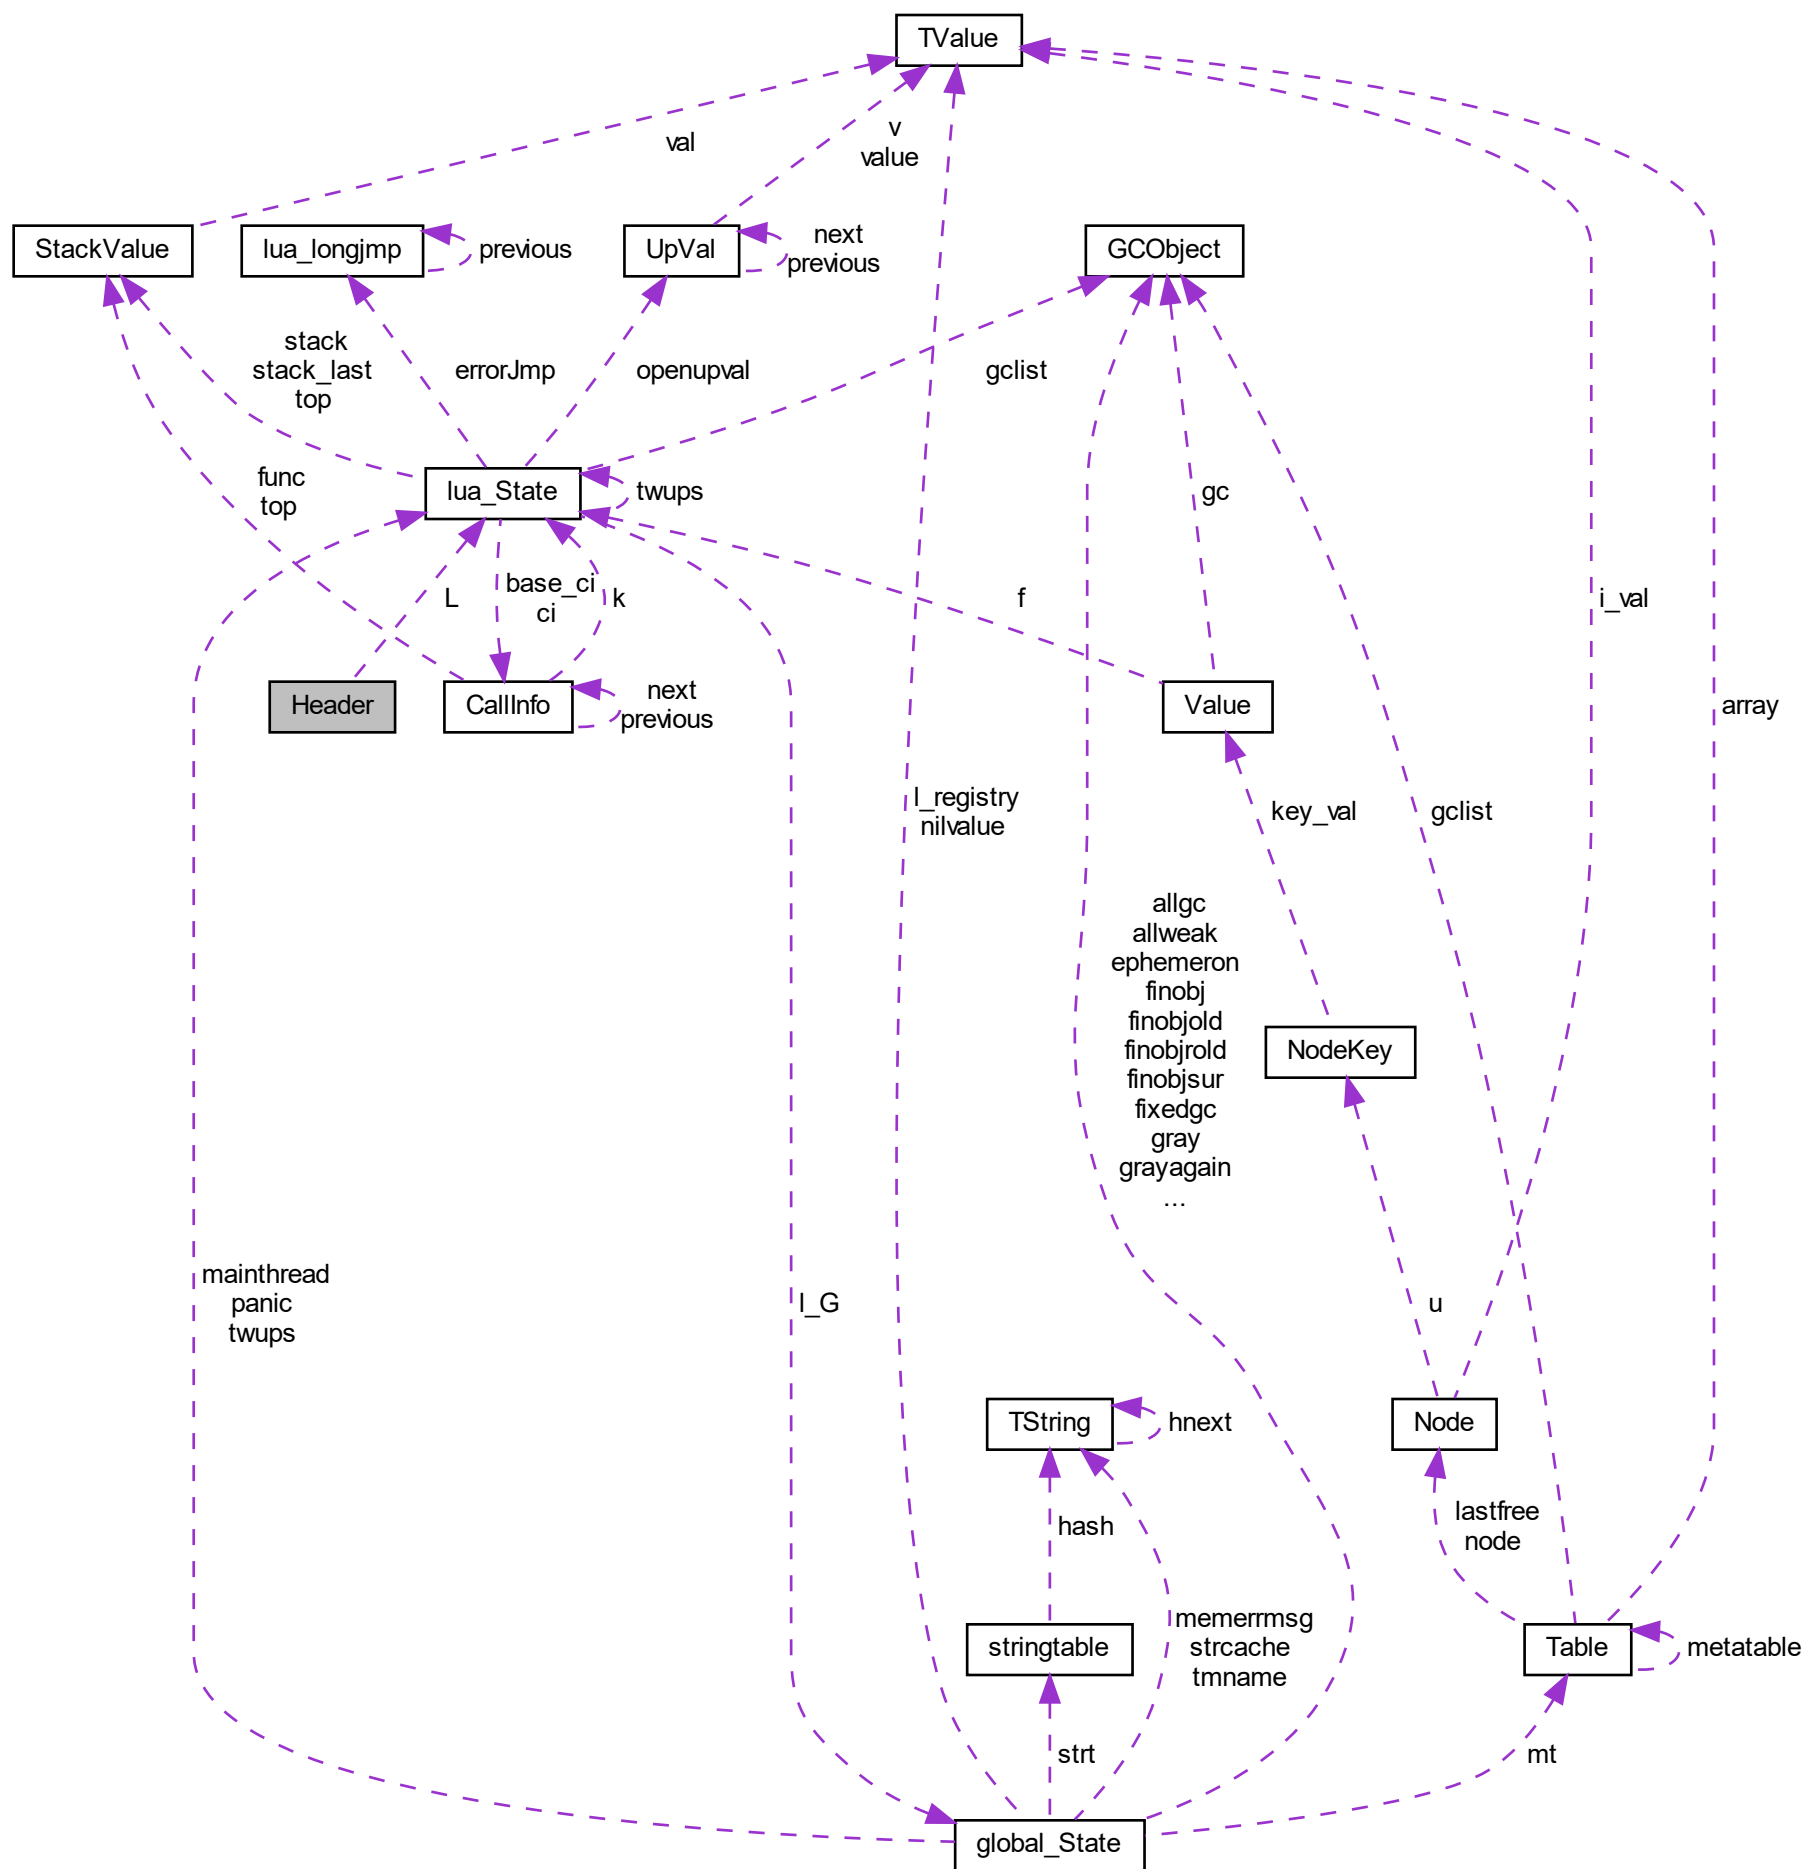 TValue
val
v
value
StackValue
lua_longjmp
previous
UpVal
next
previous
GCObject
stack
stack_last
top
errorJmp
openupval
gclist
func
top
lua_State
twups
gc
L
base_ci
ci
k
f
i_val
Header
CallInfo
next
previous
Value
array
l_registry
nilvalue
key_val
gclist
allgc
allweak
ephemeron
finobj
finobjold
finobjrold
finobjsur
fixedgc
gray
grayagain
...
NodeKey
mainthread
panic
twups
l_G
u
TString
hnext
Node
hash
lastfree
node
memerrmsg
strcache
tmname
stringtable
Table
metatable
strt
mt
global_State